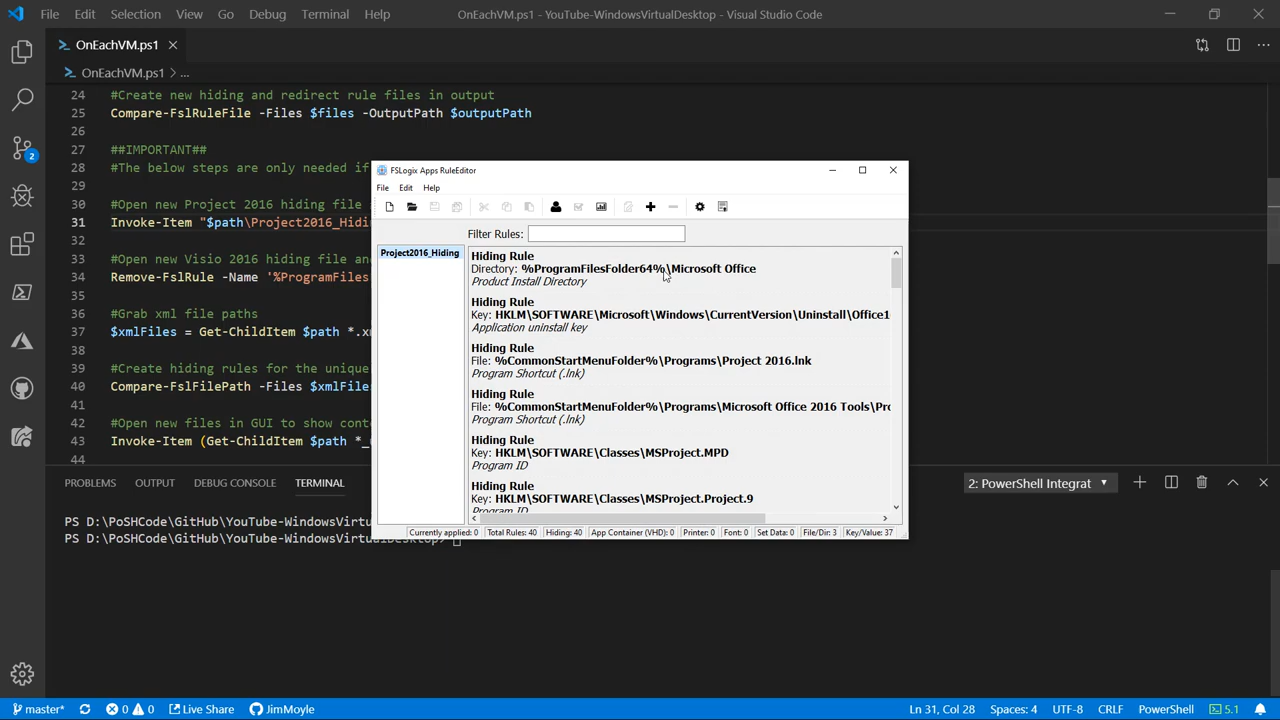 File Edit Selection View Go Debug Terminal Help
OnEachVM.ps1 - YouTube-WindowsVirtualDesktop - Visual Studio Code
OnEachVM.ps1
OnEachVM.ps1 > ...
24 #Create new hiding and redirect rule files in output
25 Compare-FslRuleFile -Files $files -OutputPath $outputPath
26
27 ##IMPORTANT##
28 #The below steps are only needed if
29
30 #Open new Project 2016 hiding file
31 Invoke-Item "$path\Project2016_Hidi
32
33 #Open new Visio 2016 hiding file an
34 Remove-FslRule -Name '%ProgramFiles
35
36 #Grab xml file paths
37 $xmlFiles = Get-ChildItem $path *.x
38
39 #Create hiding rules for the unique
40 Compare-FslFilePath -Files $xmlFile
41
42 #Open new files in GUI to show cont
43 Invoke-Item (Get-ChildItem $path *_
44
FSLogix Apps RuleEditor
File Edit Help
Filter Rules:
Project2016_Hiding
Hiding Rule
Directory: %ProgramFilesFolder64%\Microsoft Office
Product Install Directory
Hiding Rule
Key: HKLM\SOFTWARE\Microsoft\Windows\CurrentVersion\Uninstall\Office1
Application uninstall key
Hiding Rule
File: %CommonStartMenuFolder%\Programs\Project 2016.lnk
Program Shortcut (.lnk)
Hiding Rule
File: %CommonStartMenuFolder%\Programs\Microsoft Office 2016 Tools\Pro
Program Shortcut (.lnk)
Hiding Rule
Key: HKLM\SOFTWARE\Classes\MSProject.MPD
Program ID
Hiding Rule
Key: HKLM\SOFTWARE\Classes\MSProject.Project.9
Program ID
Currently applied: 0 Total Rules: 40 Hiding: 40 App Container (VHD): 0 Printer: 0 Font: 0 Set Data: 0 File/Dir: 3 Key/Value: 37
PROBLEMS OUTPUT DEBUG CONSOLE TERMINAL
2: PowerShell Integrat
PS D:\PoSHCode\GitHub\YouTube-WindowsVirtu
PS D:\PoSHCode\GitHub\YouTube-WindowsVirtualDesktop>
2
master* 0 0 Live Share JimMoyle
Ln 31, Col 28 Spaces: 4 UTF-8 CRLF PowerShell 5.1